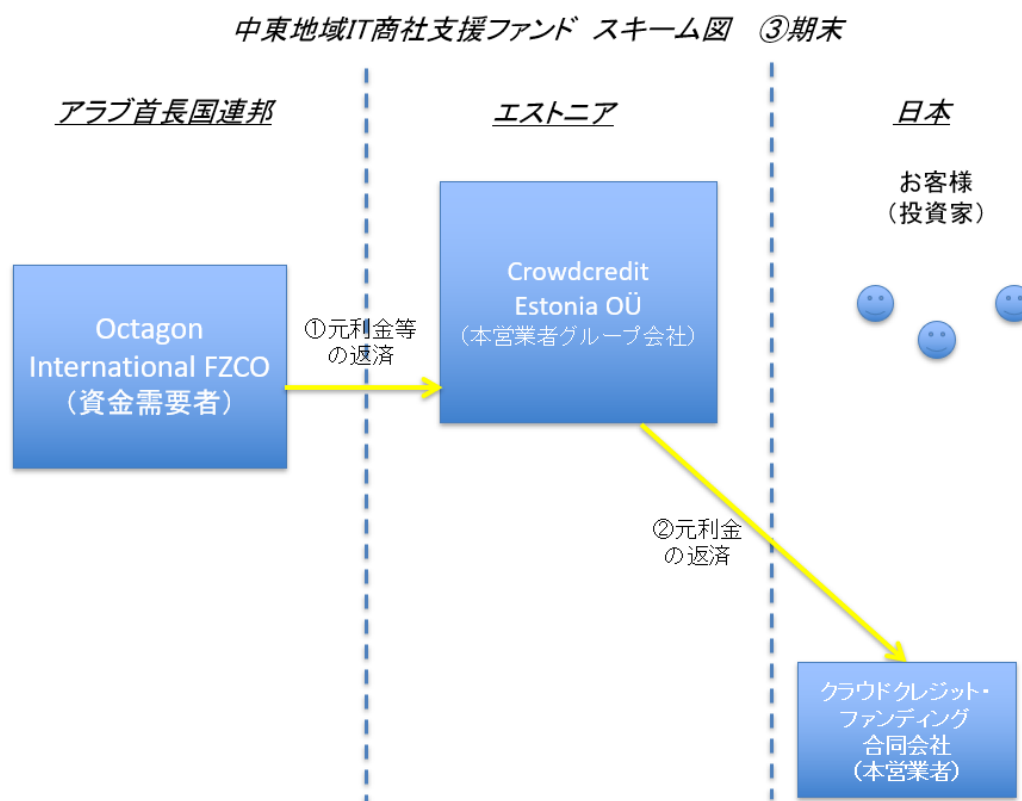 中東地域IT商社支援ファンド スキーム図 ③期末
アラブ首長国連邦
エストニア
日本
お客様
（投資家）
Octagon
International FZCO
（資金需要者）
①元利金等
の返済
Crowdcredit
Estonia OÜ
（本営業者グループ会社）
②元利金
の返済
クラウドクレジット・
ファンディング
合同会社
（本営業者）